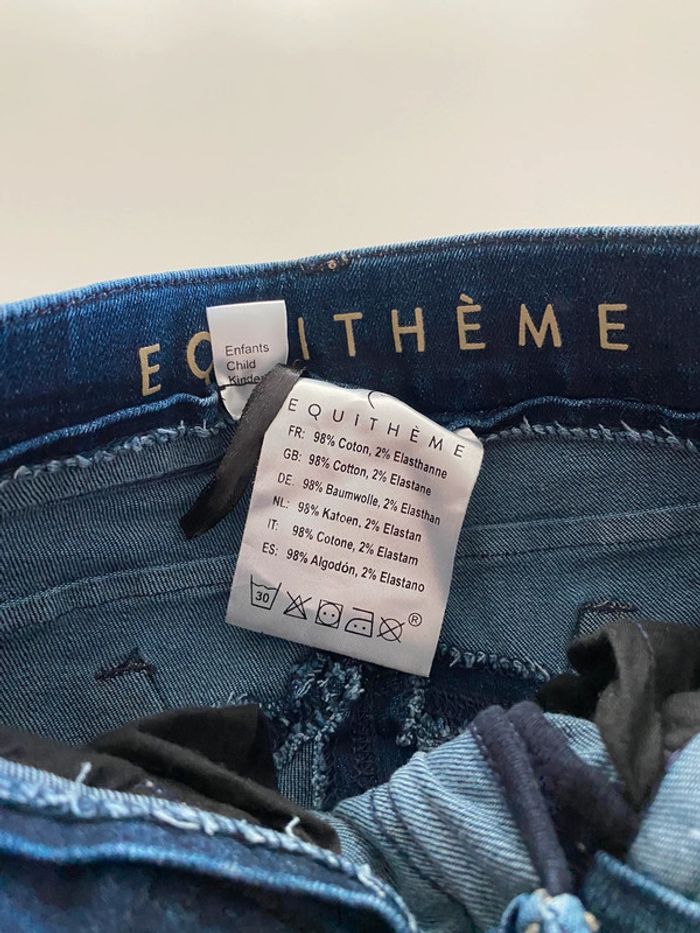 EQUITHÈME
Enfants
Child
Kinder
EQUITHÈME
FR: 98% Coton, 2% Elasthanne
GB: 98% Cotton, 2% Elastane
DE: 98% Baumwolle, 2% Elasthan
NL: 98% Katoen, 2% Elastan
IT: 98% Cotone, 2% Elastam
ES: 98% Algodón, 2% Elastano
30 ®